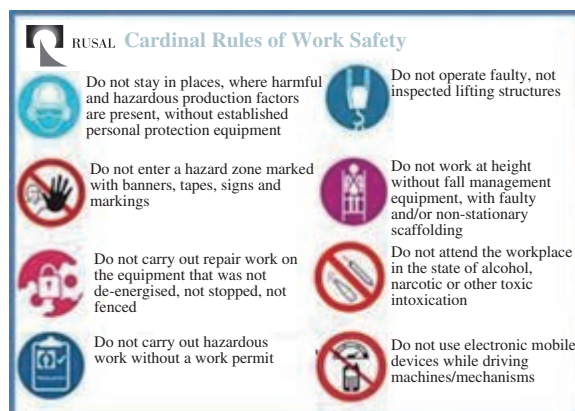 RUSAL Cardinal Rules of Work Safety
Do not stay in places, where harmful
and hazardous production factors
are present, without established
personal protection equipment
Do not enter a hazard zone marked
with banners, tapes, signs and
markings
Do not carry out repair work on
the equipment that was not
de-energised, not stopped, not
fenced
Do not carry out hazardous
work without a work permit
Do not operate faulty, not
inspected lifting structures
Do not work at height
without fall management
equipment, with faulty
and/or non-stationary
scaffolding
Do not attend the workplace
in the state of alcohol,
narcotic or other toxic
intoxication
Do not use electronic mobile
devices while driving
machines/mechanisms